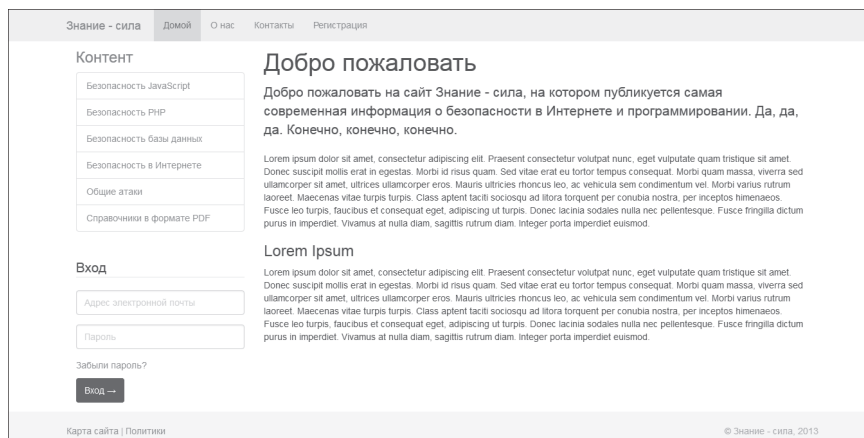 Знание - сила Домой О нас Контакты Регистрация
Контент
Безопасность JavaScript
Безопасность PHP
Безопасность базы данных
Безопасность в Интернете
Общие атаки
Справочники в формате PDF
Вход
Адрес электронной почты
Пароль
Забыли пароль?
Вход →
Добро пожаловать
Добро пожаловать на сайт Знание - сила, на котором публикуется самая
современная информация о безопасности в Интернете и программировании. Да, да,
да. Конечно, конечно, конечно.
Lorem ipsum dolor sit amet, consectetur adipiscing elit. Praesent consectetur volutpat nunc, eget vulputate quam tristique sit amet.
Donec suscipit mollis erat in egestas. Morbi id risus quam. Sed vitae erat eu tortor tempus consequat. Morbi quam massa, viverra sed
ullamcorper sit amet, ultrices ullamcorper eros. Mauris ultricies rhoncus leo, ac vehicula sem condimentum vel. Morbi varius rutrum
laoreet. Maecenas vitae turpis turpis. Class aptent taciti sociosqu ad litora torquent per conubia nostra, per inceptos himenaeos.
Fusce leo turpis, faucibus et consequat eget, adipiscing ut turpis. Donec lacinia sodales nulla nec pellentesque. Fusce fringilla dictum
purus in imperdiet. Vivamus at nulla diam, sagittis rutrum diam. Integer porta imperdiet euismod.
Lorem Ipsum
Lorem ipsum dolor sit amet, consectetur adipiscing elit. Praesent consectetur volutpat nunc, eget vulputate quam tristique sit amet.
Donec suscipit mollis erat in egestas. Morbi id risus quam. Sed vitae erat eu tortor tempus consequat. Morbi quam massa, viverra sed
ullamcorper sit amet, ultrices ullamcorper eros. Mauris ultricies rhoncus leo, ac vehicula sem condimentum vel. Morbi varius rutrum
laoreet. Maecenas vitae turpis turpis. Class aptent taciti sociosqu ad litora torquent per conubia nostra, per inceptos himenaeos.
Fusce leo turpis, faucibus et consequat eget, adipiscing ut turpis. Donec lacinia sodales nulla nec pellentesque. Fusce fringilla dictum
purus in imperdiet. Vivamus at nulla diam, sagittis rutrum diam. Integer porta imperdiet euismod.
Карта сайта | Политики © Знание - сила, 2013